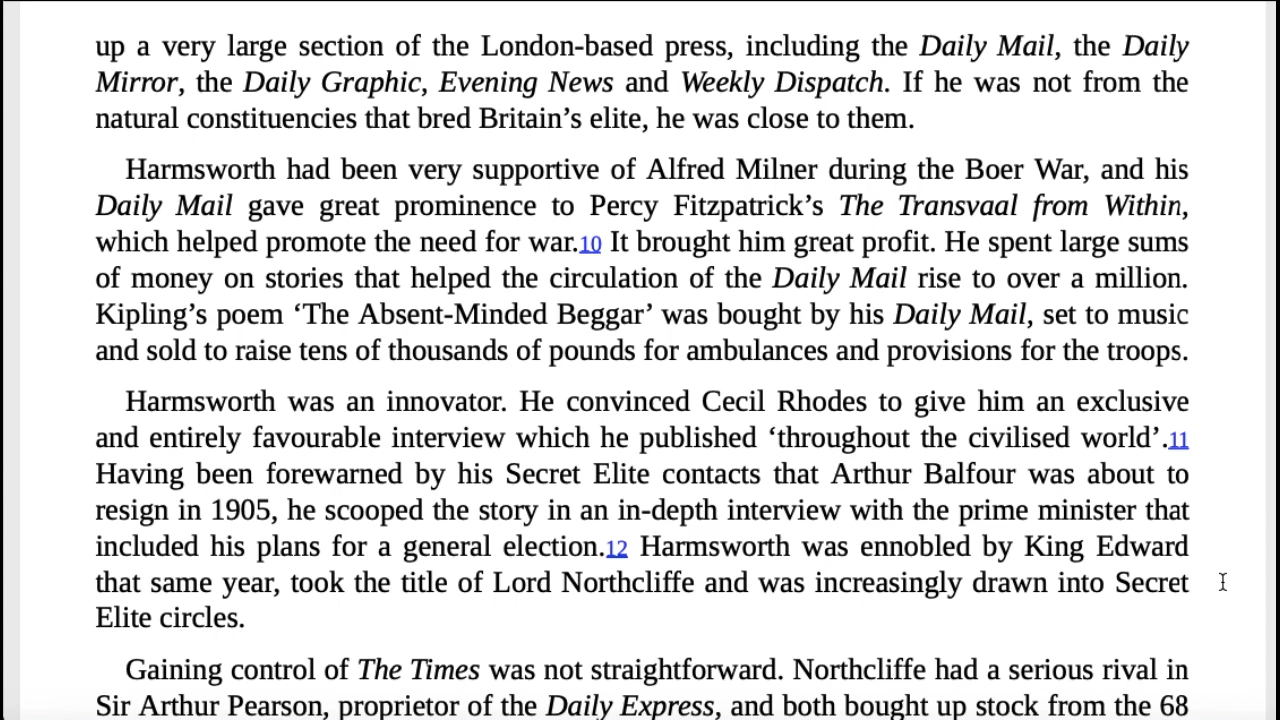 up a very large section of the London-based press, including the Daily Mail, the Daily
Mirror, the Daily Graphic, Evening News and Weekly Dispatch. If he was not from the
natural constituencies that bred Britain’s elite, he was close to them.
Harmsworth had been very supportive of Alfred Milner during the Boer War, and his
Daily Mail gave great prominence to Percy Fitzpatrick’s The Transvaal from Within,
which helped promote the need for war.10 It brought him great profit. He spent large sums
of money on stories that helped the circulation of the Daily Mail rise to over a million.
Kipling’s poem ‘The Absent-Minded Beggar’ was bought by his Daily Mail, set to music
and sold to raise tens of thousands of pounds for ambulances and provisions for the troops.
Harmsworth was an innovator. He convinced Cecil Rhodes to give him an exclusive
and entirely favourable interview which he published ‘throughout the civilised world’.11
Having been forewarned by his Secret Elite contacts that Arthur Balfour was about to
resign in 1905, he scooped the story in an in-depth interview with the prime minister that
included his plans for a general election.12 Harmsworth was ennobled by King Edward
that same year, took the title of Lord Northcliffe and was increasingly drawn into Secret
Elite circles.
Gaining control of The Times was not straightforward. Northcliffe had a serious rival in
Sir Arthur Pearson, proprietor of the Daily Express, and both bought up stock from the 68